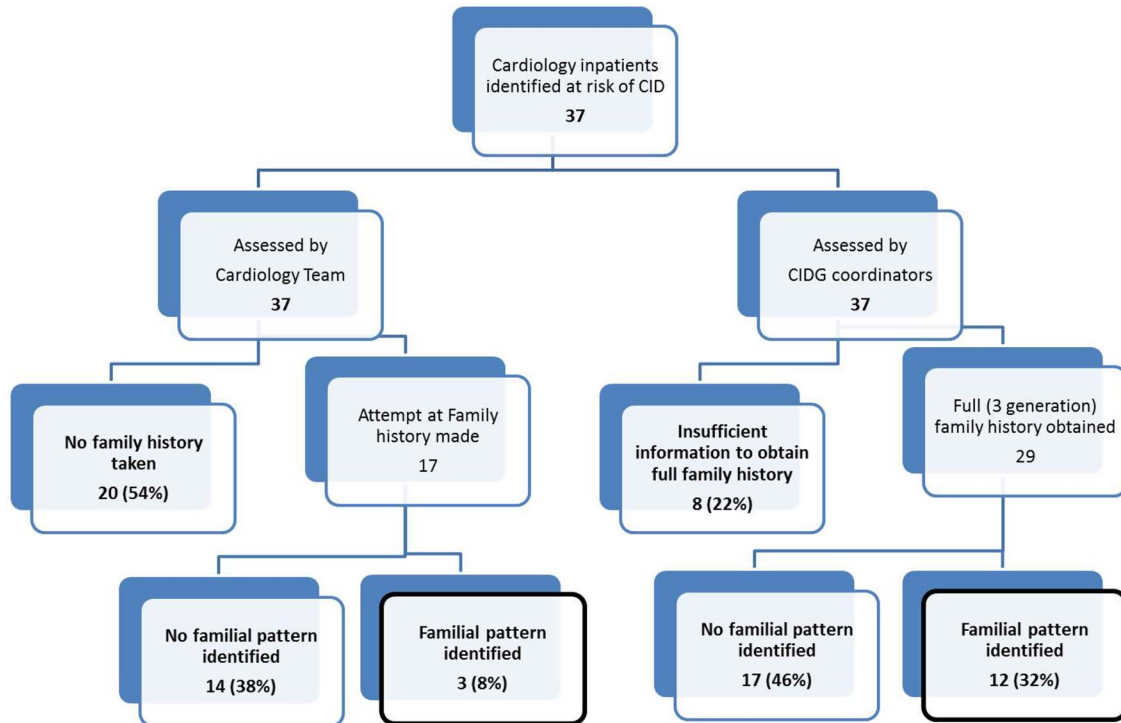 Cardiology inpatients
identified at risk of CID
37
Assessed by
Cardiology Team
37
Assessed by
CIDG coordinators
37
No family history
taken
20 (54%)
Attempt at Family
history made
17
Insufficient
information to obtain
full family history
8 (22%)
Full (3 generation)
family history obtained
29
No familial pattern
identified
14 (38%)
Familial pattern
identified
3 (8%)
No familial pattern
identified
17 (46%)
Familial pattern
identified
12 (32%)